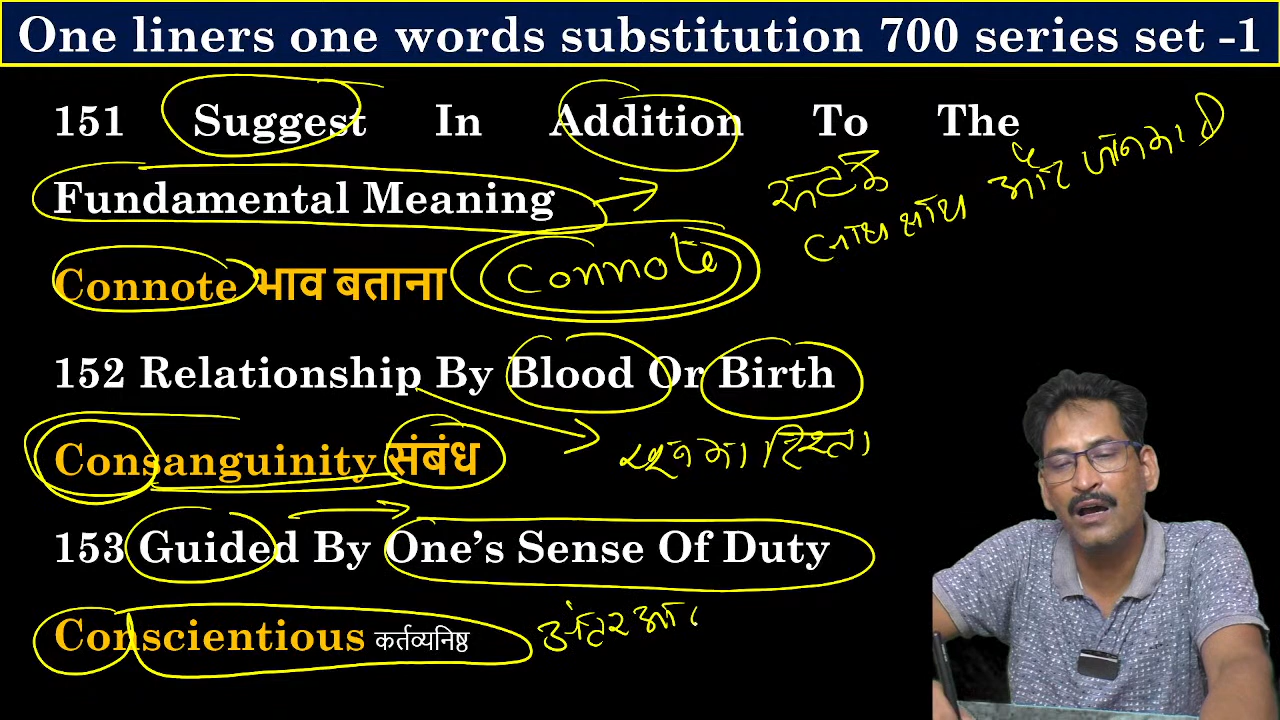 One liners one words substitution 700 series set -1
151 Suggest In Addition To The
Fundamental Meaning
Connote भाव बताना Connote
152 Relationship By Blood Or Birth
Consanguinity संबंध
153 Guided By One's Sense Of Duty
Conscientious कर्तव्यनिष्ठ